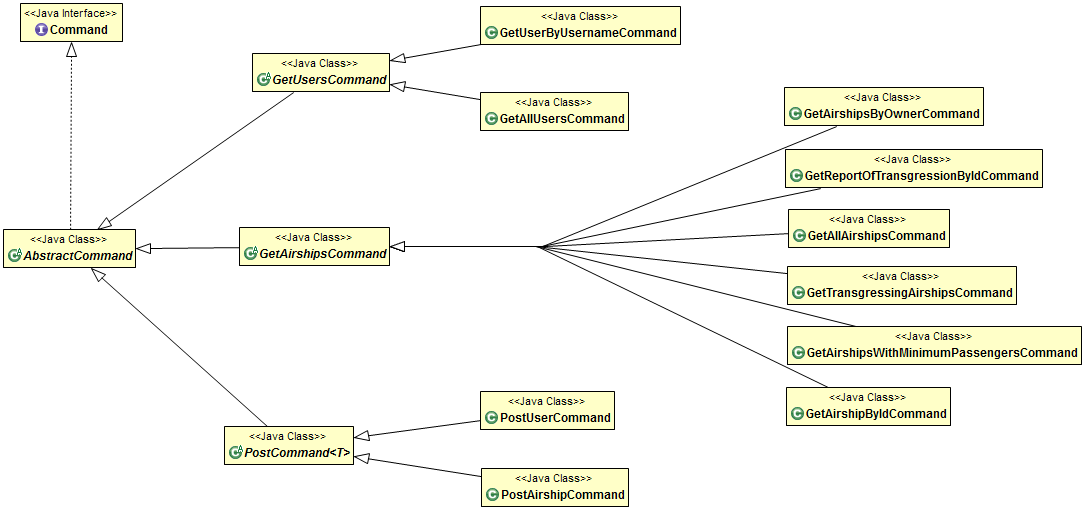 <<Java Interface>>
Command
<<Java Class>>
GetUserByUsernameCommand
<<Java Class>>
GetUsersCommand
<<Java Class>>
GetAllUsersCommand
<<Java Class>>
GetAirshipsByOwnerCommand
<<Java Class>>
GetReportOfTransgressionByIdCommand
<<Java Class>>
GetAllAirshipsCommand
<<Java Class>>
AbstractCommand
<<Java Class>>
GetAirshipsCommand
<<Java Class>>
GetTransgressingAirshipsCommand
<<Java Class>>
GetAirshipsWithMinimumPassengersCommand
<<Java Class>>
GetAirshipByIdCommand
<<Java Class>>
PostUserCommand
<<Java Class>>
PostCommand<T>
<<Java Class>>
PostAirshipCommand